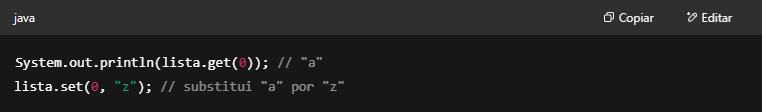 java
Copiar
Editar
System.out.println(lista.get(0)); // "a"
lista.set(0, "z"); // substitui "a" por "z"